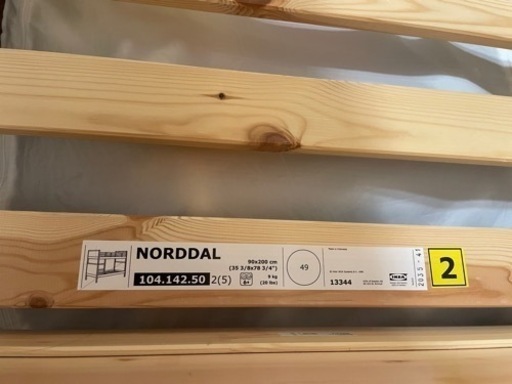 NORDDAL
90x200 cm
(35 3/8x78 3/4")
104.142.50 2(5)
9 kg
(20 lbs)
6+
49
13344
IKEA
2